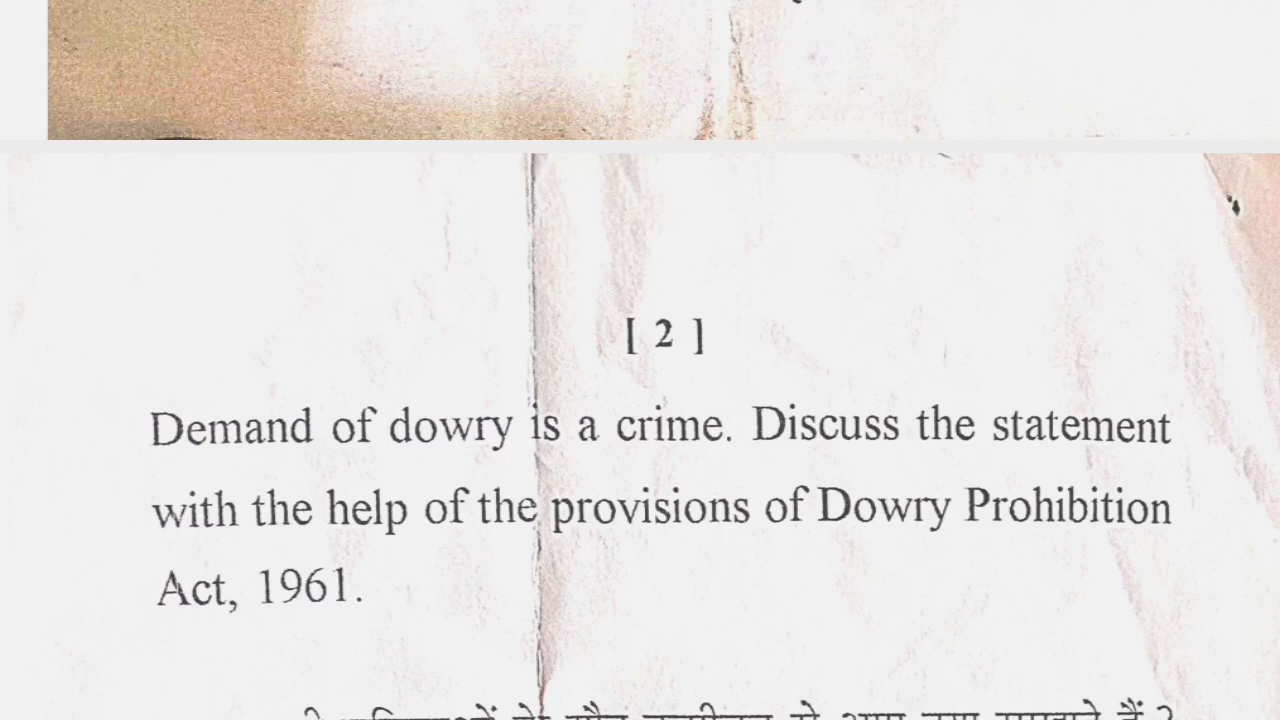 [ 2 ]
Demand of dowry is a crime. Discuss the statement
with the help of the provisions of Dowry Prohibition
Act, 1961.